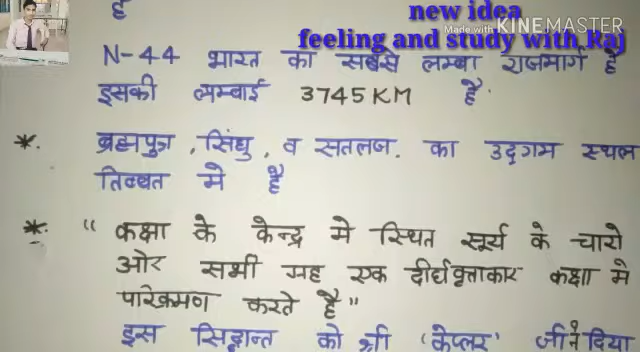 है
new idea
Made with KINEMASTER
feeling and study with Raj
N-44 भारत का सबसे लम्बा राजमार्ग है
इसकी लम्बाई 3745 KM है.
*. ब्रह्मपुत्र, सिंधु, व सतलज. का उद्गगम स्थल
तिब्बत मे है
*. “ कक्षा के केन्द्र मे स्थित सूर्य के चारो
ओर सभी ग्रह एक दीर्घवृत्ताकार कक्षा मे
परिक्रमण करते है”
इस सिद्धान्त को श्री ‘केप्लर’ जी ने दिया